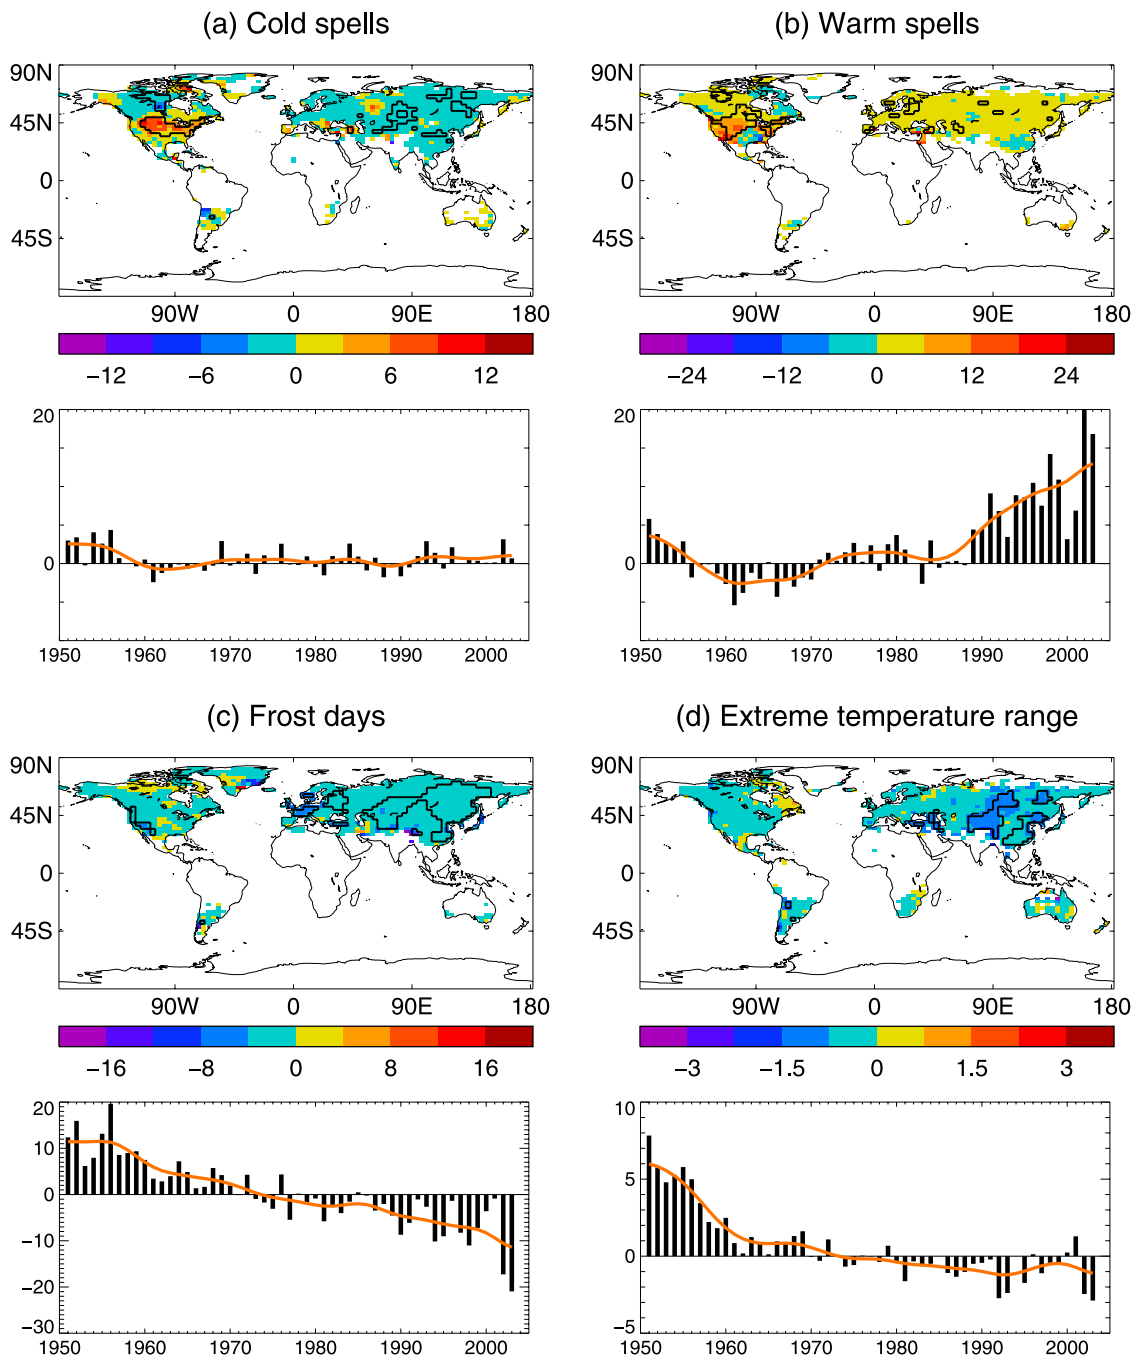 (a) Cold spells
(b) Warm spells
90N
45N
0
45S
90W 0 90E 180
90N
45N
0
45S
90W 0 90E 180
−12 −6 0 6 12
−24 −12 0 12 24
20
0
1950 1960 1970 1980 1990 2000
20
0
1950 1960 1970 1980 1990 2000
(c) Frost days
(d) Extreme temperature range
90N
45N
0
45S
90W 0 90E 180
90N
45N
0
45S
90W 0 90E 180
−16 −8 0 8 16
−3 −1.5 0 1.5 3
20
10
0
−10
−20
−30
1950 1960 1970 1980 1990 2000
10
5
0
−5
1950 1960 1970 1980 1990 2000